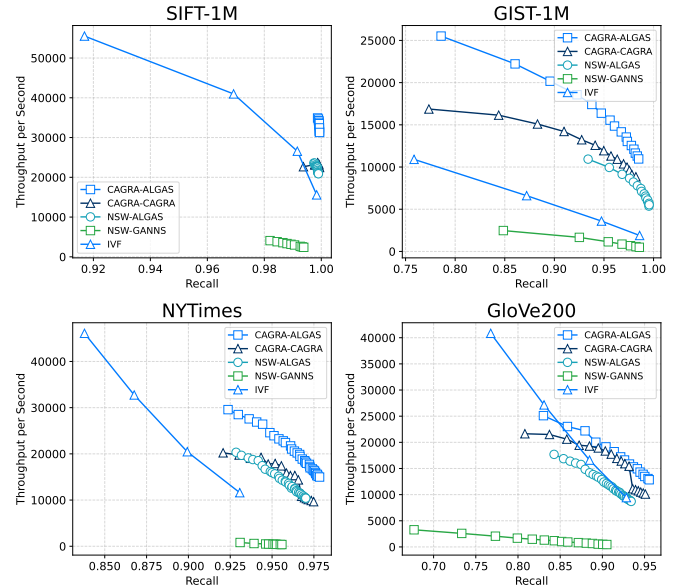 SIFT-1M
Throughput per Second
50000
40000
30000
20000
10000
0
CAGRA-ALGAS
CAGRA-CAGRA
NSW-ALGAS
NSW-GANNS
IVF
0.92
0.94
0.96
0.98
1.00
Recall
GIST-1M
Throughput per Second
25000
20000
15000
10000
5000
0
CAGRA-ALGAS
CAGRA-CAGRA
NSW-ALGAS
NSW-GANNS
IVF
0.75
0.80
0.85
0.90
0.95
1.00
Recall
NYTimes
Throughput per Second
40000
30000
20000
10000
0
CAGRA-ALGAS
CAGRA-CAGRA
NSW-ALGAS
NSW-GANNS
IVF
0.850
0.875
0.900
0.925
0.950
0.975
Recall
GloVe200
Throughput per Second
40000
35000
30000
25000
20000
15000
10000
5000
0
CAGRA-ALGAS
CAGRA-CAGRA
NSW-ALGAS
NSW-GANNS
IVF
0.70
0.75
0.80
0.85
0.90
0.95
Recall